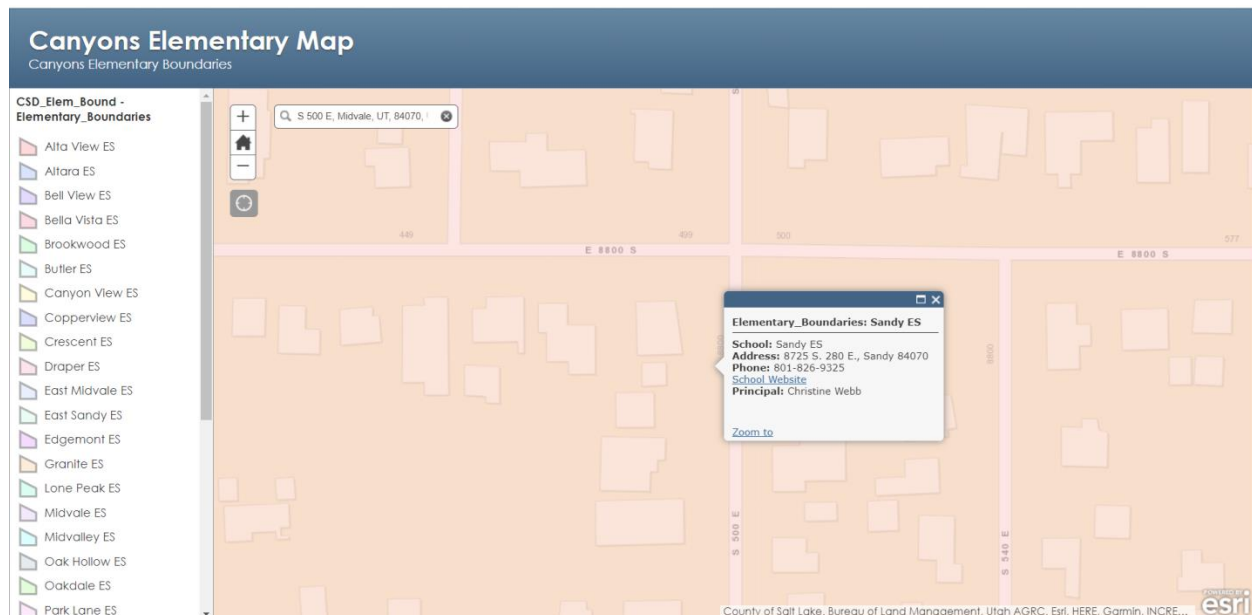 Canyons Elementary Map
Canyons Elementary Boundaries
CSD_Elem_Bound -
Elementary_Boundaries
Alta View ES
Altara ES
Bell View ES
Bella Vista ES
Brookwood ES
Butler ES
Canyon View ES
Copperview ES
Crescent ES
Draper ES
East Midvale ES
East Sandy ES
Edgemont ES
Granite ES
Lone Peak ES
Midvale ES
Midvalley ES
Oak Hollow ES
Oakdale ES
Park Lane ES
+
S 500 E, Midvale, UT, 84070,
−
S
449
499
500
577
E 8800 S
E 8800 S
Elementary_Boundaries: Sandy ES
School: Sandy ES
Address: 8725 S. 280 E., Sandy 84070
Phone: 801-826-9325
School Website
Principal: Christine Webb
Zoom to
8800
S 500 E
S 540 E
County of Salt Lake, Bureau of Land Management, Utah AGRC, Esri, HERE, Garmin, INCRE...
POWERED BY
esri